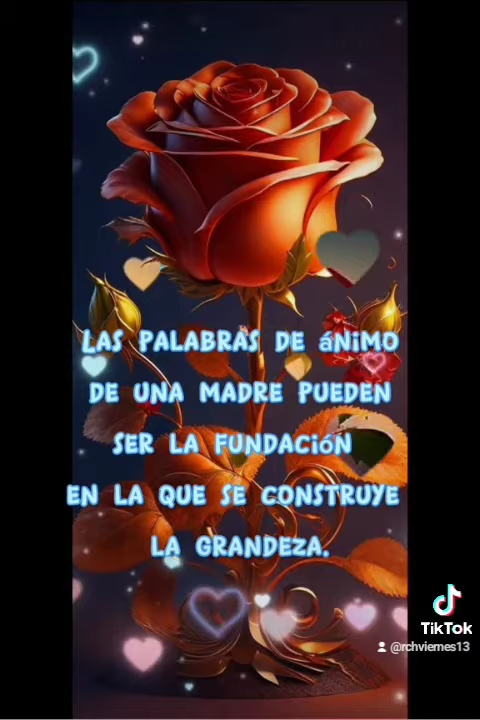 Las palabras de ánimo
de una madre pueden
ser la fundación
en la que se construye
la grandeza.
TikTok
@rchviernes13